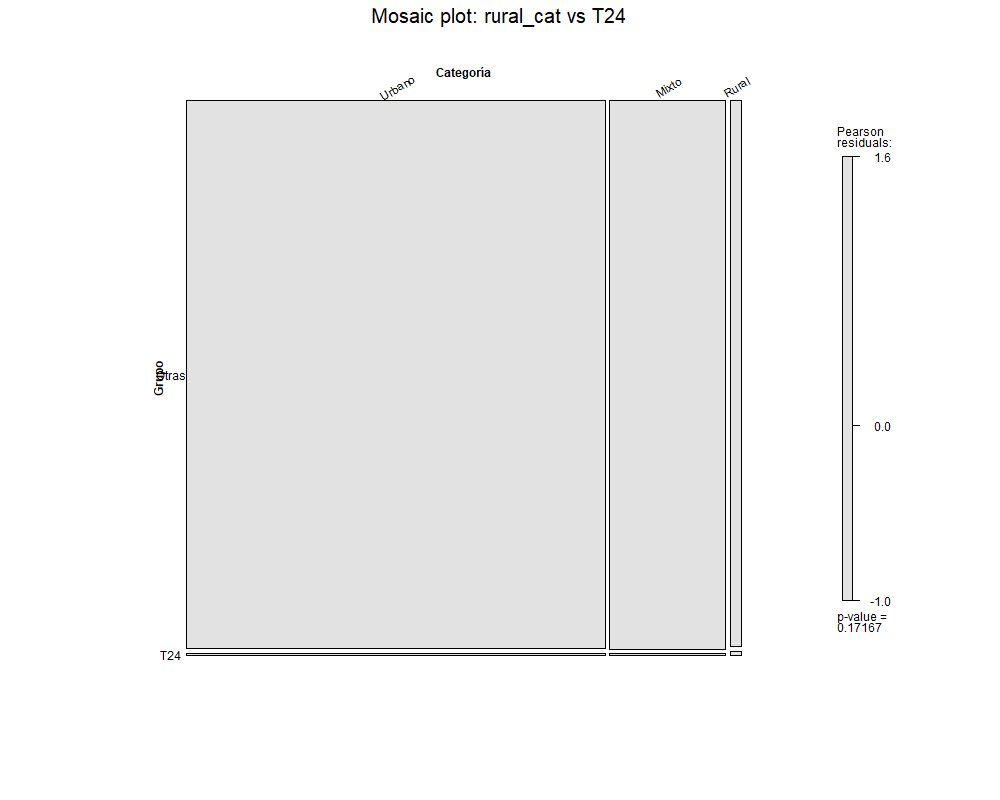 Mosaic plot: rural_cat vs T24
Categoría
Urbano
Mixto
Rural
Pearson
residuals:
1.6
0.0
-1.0
p-value =
0.17167
Grupo
Otras
T24